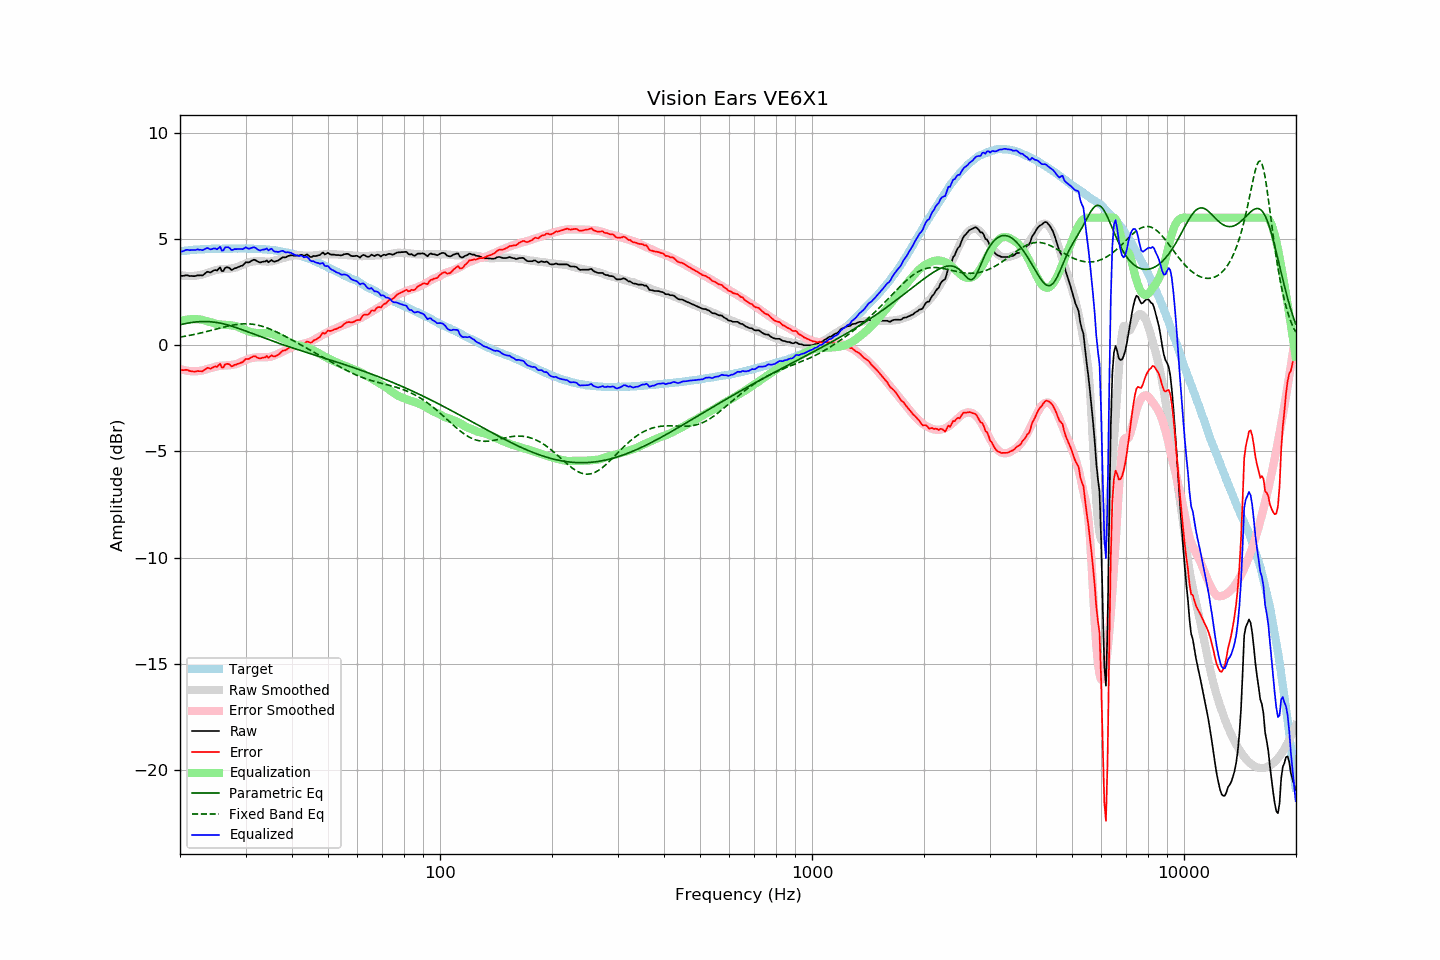 Vision Ears VE6X1
10
5
0
−5
−10
−15
−20
Amplitude (dBr)
Target
Raw Smoothed
Error Smoothed
Raw
Error
Equalization
Parametric Eq
Fixed Band Eq
Equalized
100
1000
10000
Frequency (Hz)